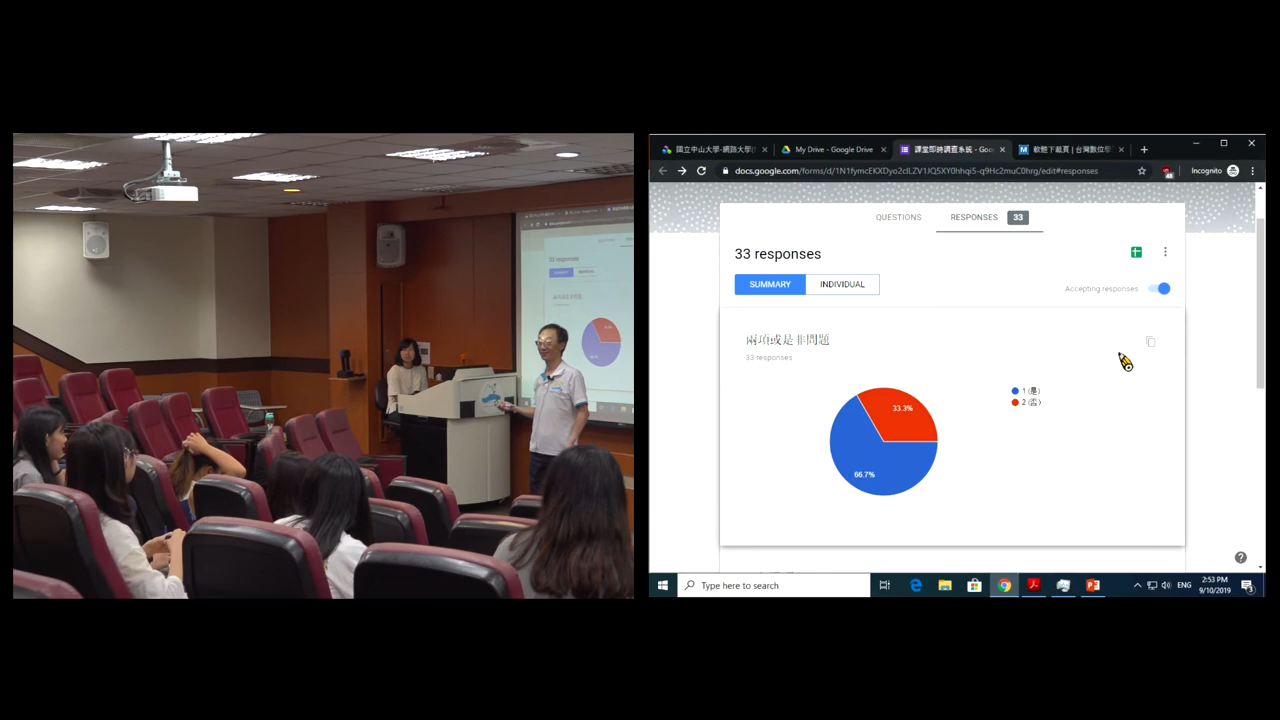 國立中山大學-網路大學(
My Drive - Google Drive
課堂即時調查系統 - Goo
軟體下載頁 | 台灣數位學
docs.google.com/forms/d/1N1fymcEKXDyo2clLZV1JQ5XY0hhqi5-q9Hc2muC0hrg/edit#responses
Incognito
QUESTIONS
RESPONSES 33
33 responses
SUMMARY
INDIVIDUAL
Accepting responses
兩項或是非問題
33 responses
1 (是)
2 (否)
33.3%
66.7%
Type here to search
ENG
2:53 PM
9/10/2019
33 responses